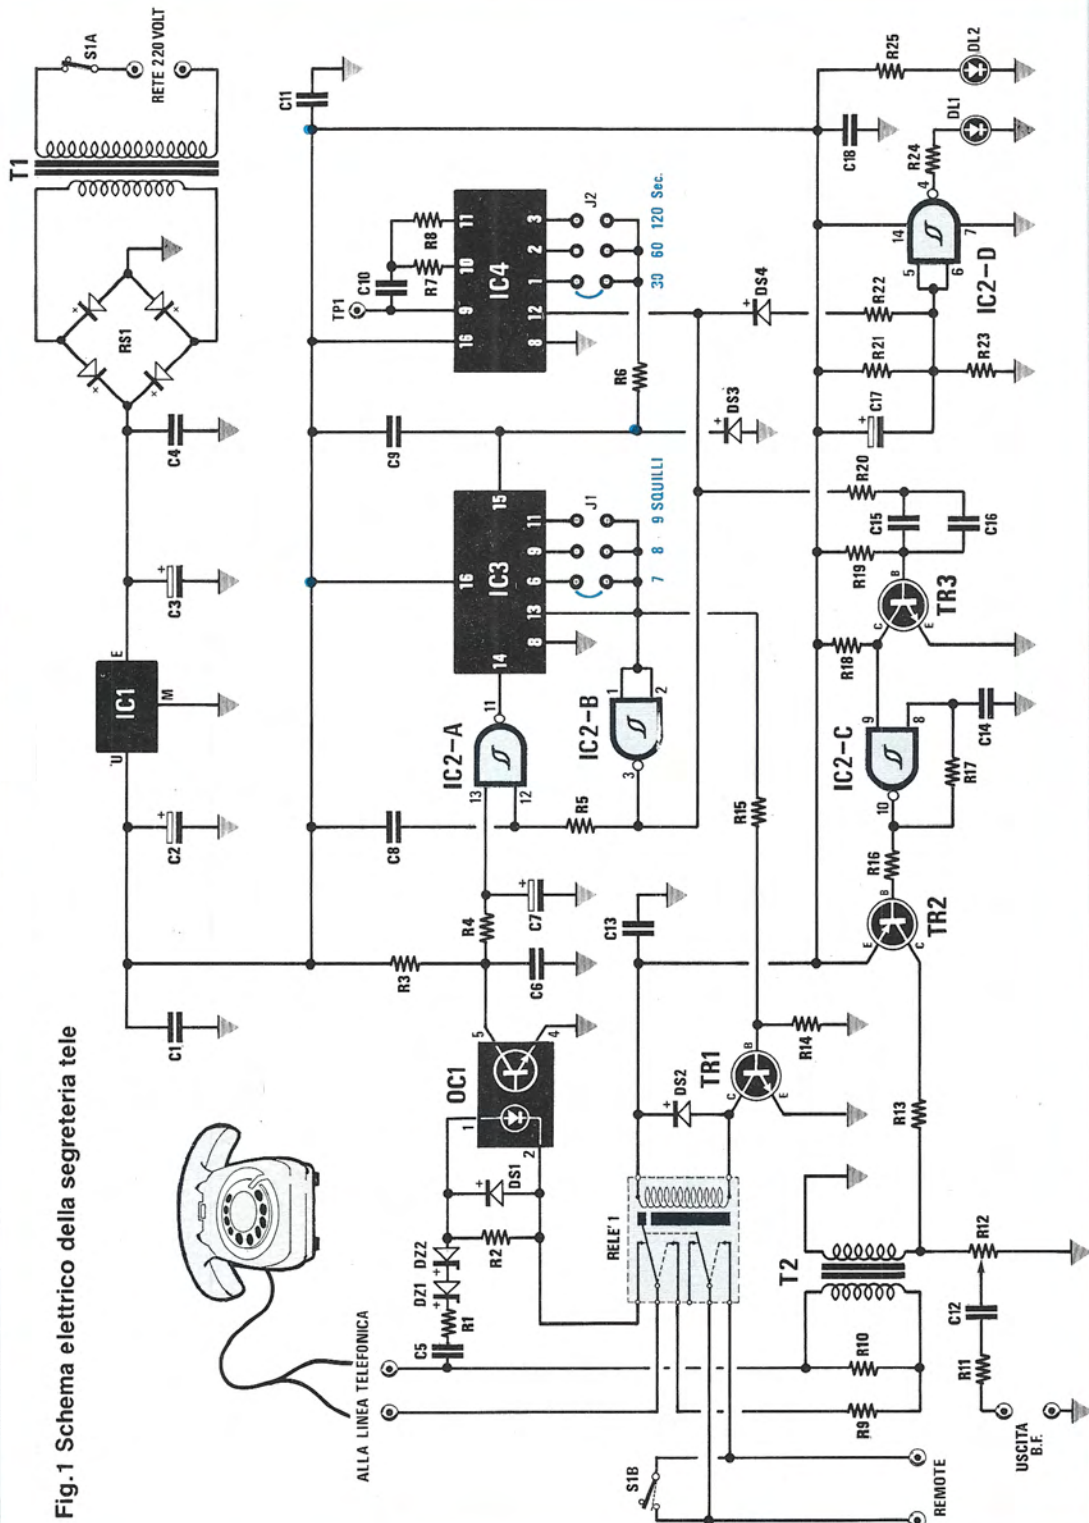 Fig.1 Schema elettrico della segreteria tele
T1
S1A
RETE 220 VOLT
RS1
C4
C3
E
IC1
M
U
C2
C1
C11
C9
C8
R3
R4
C7
C6
5
4
OC1
1
2
DS1
R2
DZ2
DZ1
R1
C5
ALLA LINEA TELEFONICA
IC2-A
13
12
11
14
IC3
16
15
8
13
6
9
11
J1
7 8 9 SQUILLI
IC2-B
1
2
3
R5
TP1
C10
R7
R8
9
10
11
16
IC4
8
12
1
2
3
J2
30 60 120 Sec.
R6
DS3
DS4
C13
RELE' 1
DS2
TR1
B
C
E
R14
R15
C18
R25
DL2
DL1
R24
4
14
7
5
6
IC2-D
R22
R21
R23
C17
R20
C15
C16
R19
TR3
B
C
E
R18
IC2-C
9
8
10
R17
C14
R16
TR2
B
E
C
R13
T2
R12
C12
R11
R10
R9
USCITA
B.F.
S1B
REMOTE